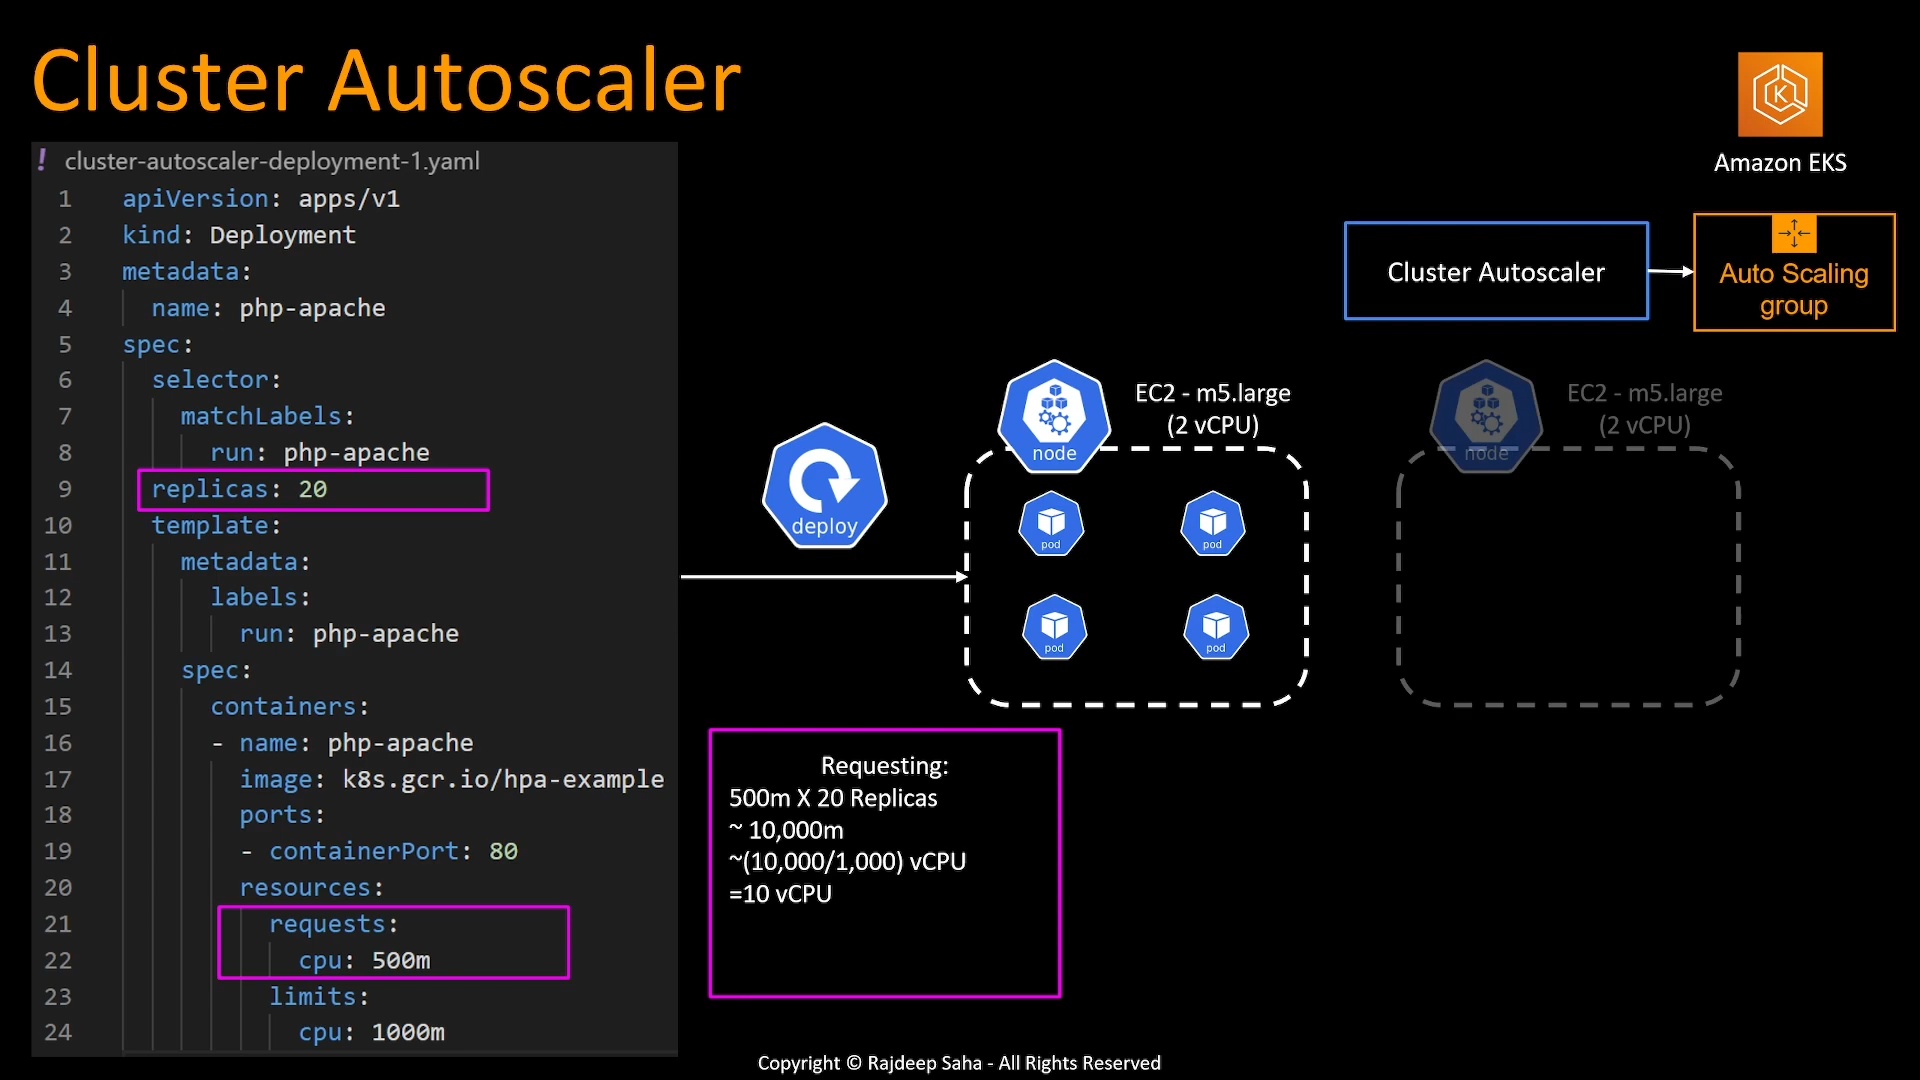 Cluster Autoscaler
! cluster-autoscaler-deployment-1.yaml
1 apiVersion: apps/v1
2 kind: Deployment
3 metadata:
4 name: php-apache
5 spec:
6 selector:
7 matchLabels:
8 run: php-apache
9 replicas: 20
10 template:
11 metadata:
12 labels:
13 run: php-apache
14 spec:
15 containers:
16 - name: php-apache
17 image: k8s.gcr.io/hpa-example
18 ports:
19 - containerPort: 80
20 resources:
21 requests:
22 cpu: 500m
23 limits:
24 cpu: 1000m
deploy
Amazon EKS
Cluster Autoscaler
Auto Scaling
group
node
EC2 - m5.large
(2 vCPU)
pod
pod
pod
pod
node
EC2 - m5.large
(2 vCPU)
Requesting:
500m X 20 Replicas
~ 10,000m
~(10,000/1,000) vCPU
=10 vCPU
Copyright © Rajdeep Saha - All Rights Reserved